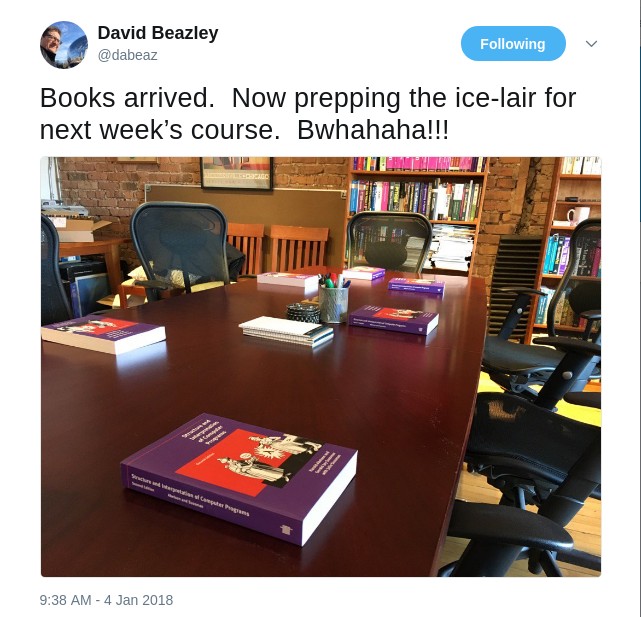 David Beazley
@dabeaz
Following
Books arrived.  Now prepping the ice-lair for
next week’s course.  Bwhahaha!!!
Structure and
Interpretation
of Computer
Programs
Structure and Interpretation of Computer Programs
Second Edition
Abelson and Sussman
9:38 AM - 4 Jan 2018